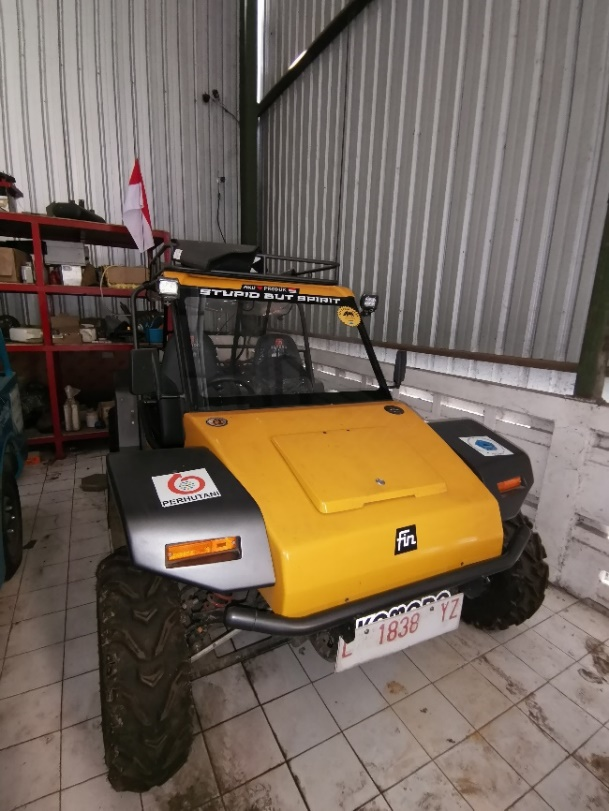 STUPID BUT SPIRIT
PERHUTANI
fin
KOMODO
L 1838 YZ